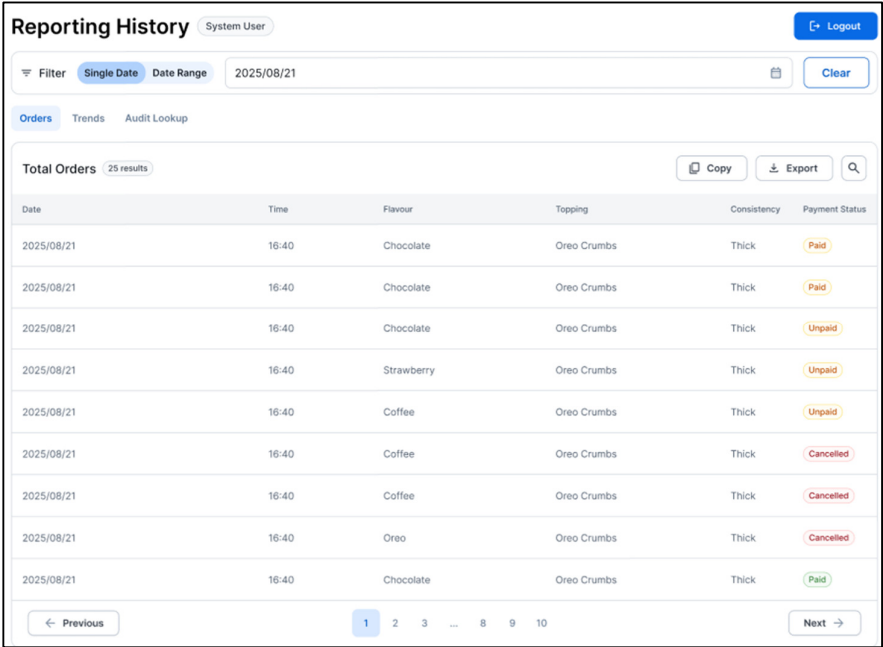 Reporting History System User Logout
Filter Single Date Date Range 2025/08/21 Clear
Orders Trends Audit Lookup
Total Orders 25 results Copy Export
Date Time Flavour Topping Consistency Payment Status
2025/08/21 16:40 Chocolate Oreo Crumbs Thick Paid
2025/08/21 16:40 Chocolate Oreo Crumbs Thick Paid
2025/08/21 16:40 Chocolate Oreo Crumbs Thick Unpaid
2025/08/21 16:40 Strawberry Oreo Crumbs Thick Unpaid
2025/08/21 16:40 Coffee Oreo Crumbs Thick Unpaid
2025/08/21 16:40 Coffee Oreo Crumbs Thick Cancelled
2025/08/21 16:40 Coffee Oreo Crumbs Thick Cancelled
2025/08/21 16:40 Oreo Oreo Crumbs Thick Cancelled
2025/08/21 16:40 Chocolate Oreo Crumbs Thick Paid
← Previous 1 2 3 ... 8 9 10 Next →